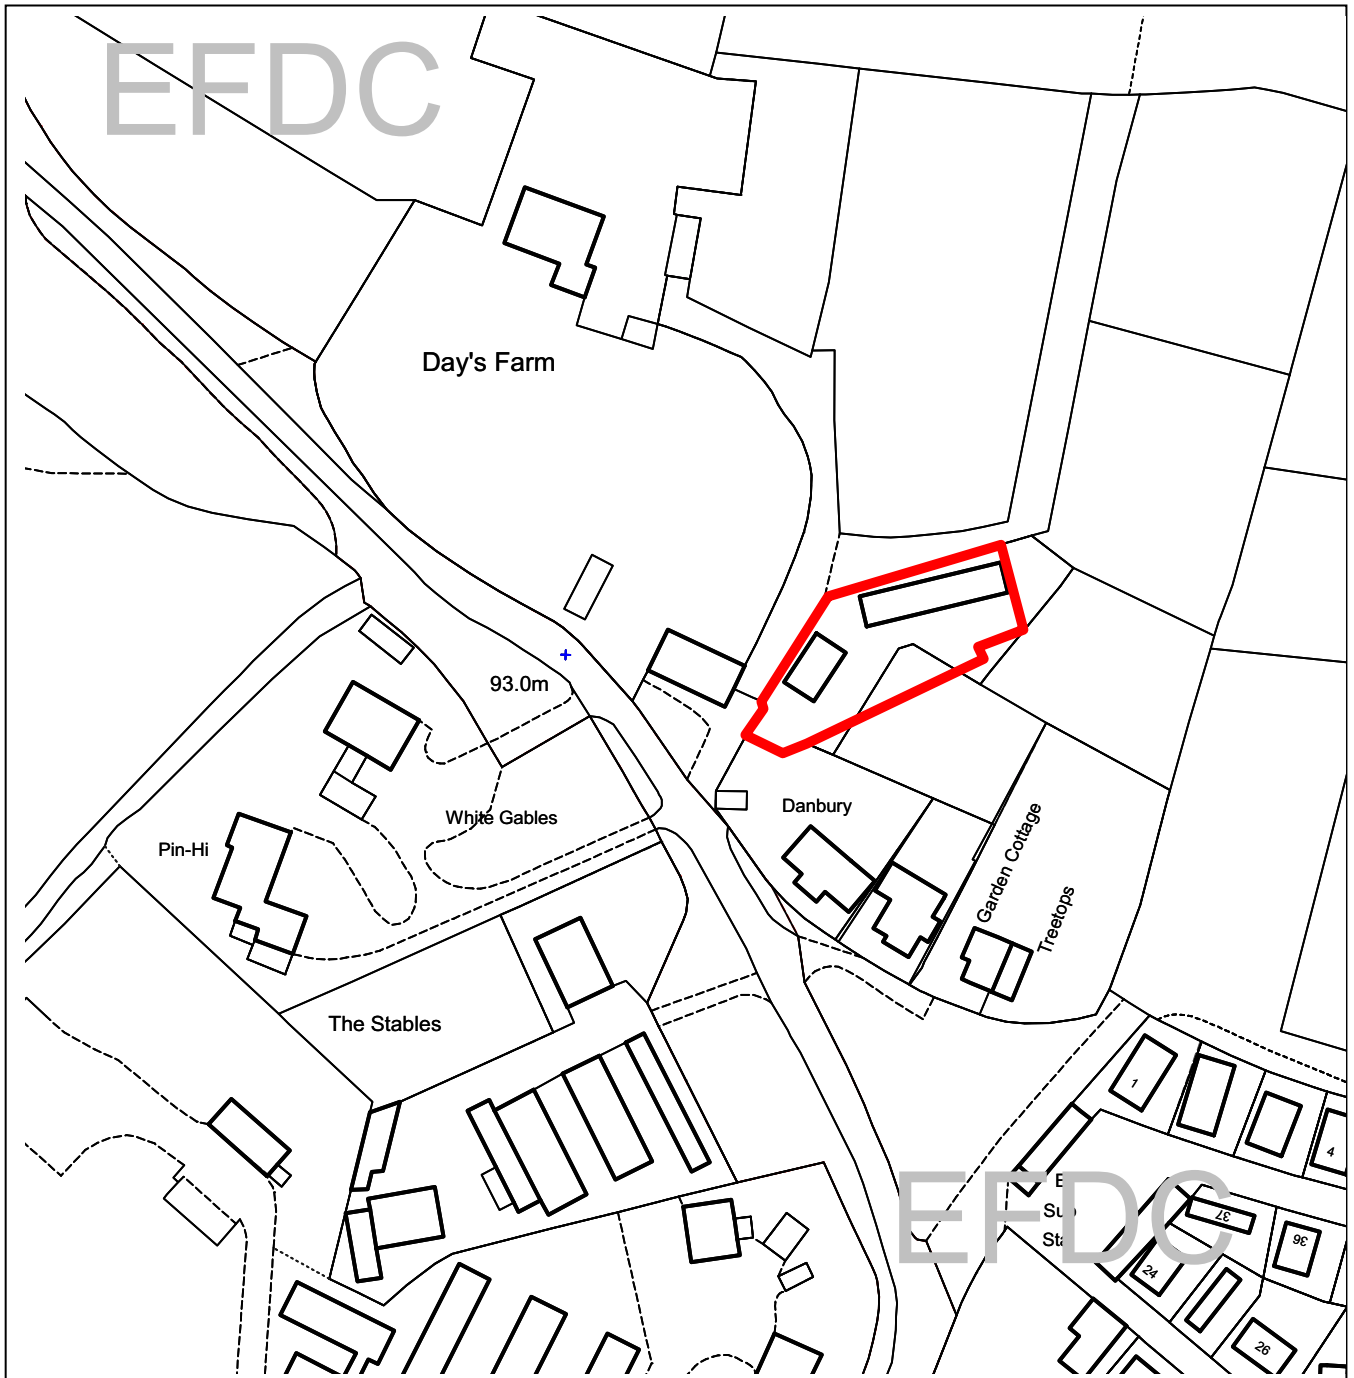 EFDC
Day's Farm
93.0m
White Gables
Pin-Hi
Danbury
Garden Cottage
Treetops
The Stables
1
4
EFDC
Sub
37
36
24
26